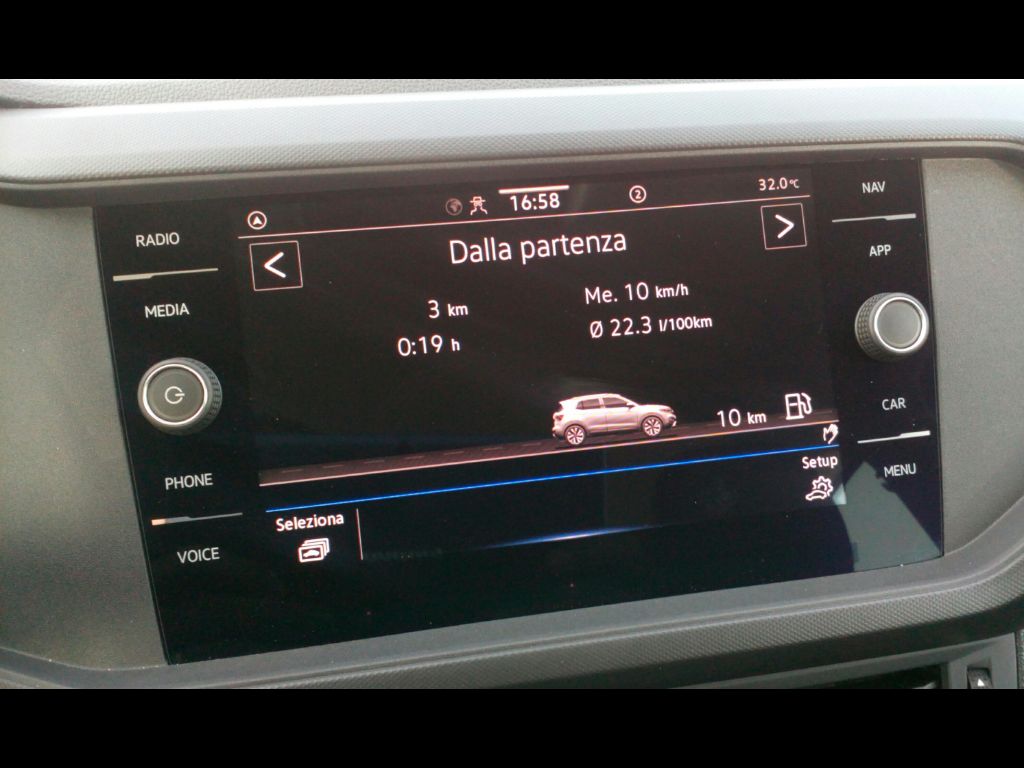 RADIO
MEDIA
PHONE
VOICE
16:58
2
32.0°C
<
Dalla partenza
>
3 km
Me. 10 km/h
0:19 h
Ø 22.3 l/100km
10 km
Setup
Seleziona
NAV
APP
CAR
MENU